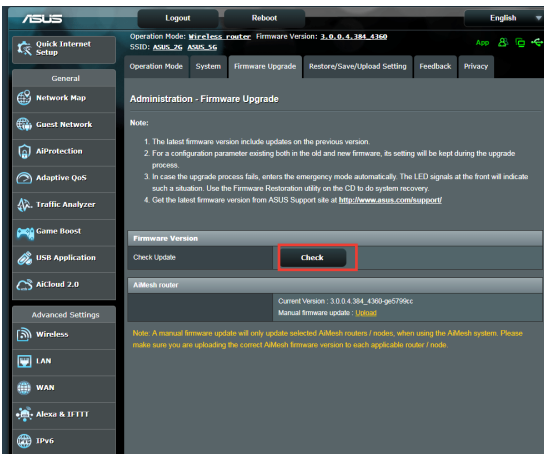 ASUS
Logout
Reboot
English
Quick Internet
Setup
Operation Mode: Wireless router Firmware Version: 3.0.0.4.384_4360
SSID: ASUS_2G ASUS_5G
App
Operation Mode System Firmware Upgrade Restore/Save/Upload Setting Feedback Privacy
General
Network Map
Guest Network
AiProtection
Adaptive QoS
Traffic Analyzer
Game Boost
USB Application
AiCloud 2.0
Advanced Settings
Wireless
LAN
WAN
Alexa & IFTTT
IPv6
Administration - Firmware Upgrade
Note:
1. The latest firmware version include updates on the previous version.
2. For a configuration parameter existing both in the old and new firmware, its setting will be kept during the upgrade
process.
3. In case the upgrade process fails, enters the emergency mode automatically. The LED signals at the front will indicate
such a situation. Use the Firmware Restoration utility on the CD to do system recovery.
4. Get the latest firmware version from ASUS Support site at http://www.asus.com/support/
Firmware Version
Check Update
Check
AiMesh router
Current Version : 3.0.0.4.384_4360-ge5799cc
Manual firmware update : Upload
Note: A manual firmware update will only update selected AiMesh routers / nodes, when using the AiMesh system. Please
make sure you are uploading the correct AiMesh firmware version to each applicable router / node.